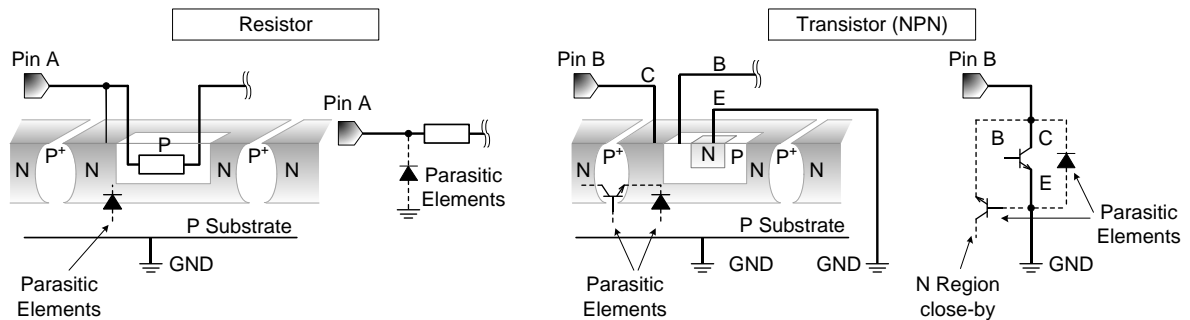 Resistor
Transistor (NPN)
Pin A
Pin A
N
P+
N
P
P+
N
N
Parasitic
Elements
P Substrate
GND
Parasitic
Elements
Pin B
C
B
E
N
P+
N
N
P
P+
N
N
P Substrate
GND
GND
Parasitic
Elements
Pin B
B
C
E
Parasitic
Elements
GND
N Region
close-by